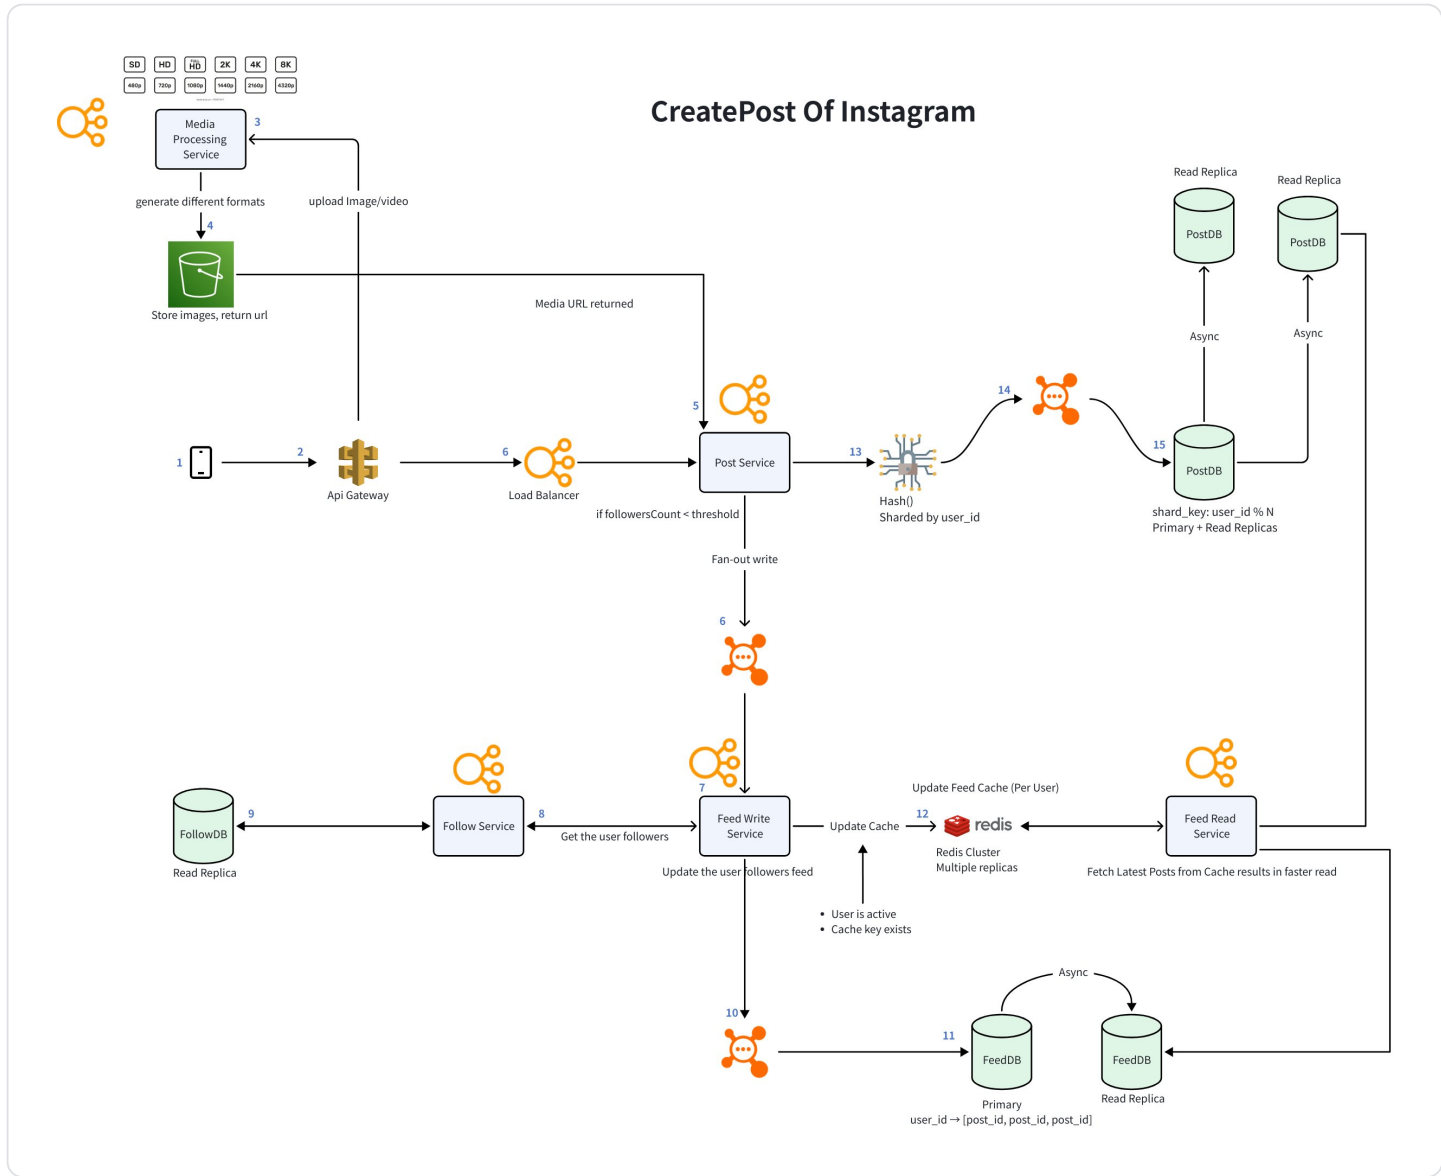 CreatePost Of Instagram
SD HD Full HD 2K 4K 8K
480p 720p 1080p 1440p 2160p 4320p
Media
Processing
Service
3
generate different formats
upload Image/video
4
Store images, return url
Media URL returned
Read Replica
PostDB
Read Replica
PostDB
Async
Async
5
1
2
Api Gateway
6
Load Balancer
Post Service
13
Hash()
Sharded by user_id
14
15
PostDB
shard_key: user_id % N
Primary + Read Replicas
if followersCount < threshold
Fan-out write
6
7
Feed Write
Service
Update the user followers feed
8
Get the user followers
Follow Service
9
FollowDB
Read Replica
Update Cache
12
Update Feed Cache (Per User)
redis
Redis Cluster
Multiple replicas
• User is active
• Cache key exists
Feed Read
Service
Fetch Latest Posts from Cache results in faster read
10
11
Async
FeedDB
FeedDB
Primary
user_id → [post_id, post_id, post_id]
Read Replica